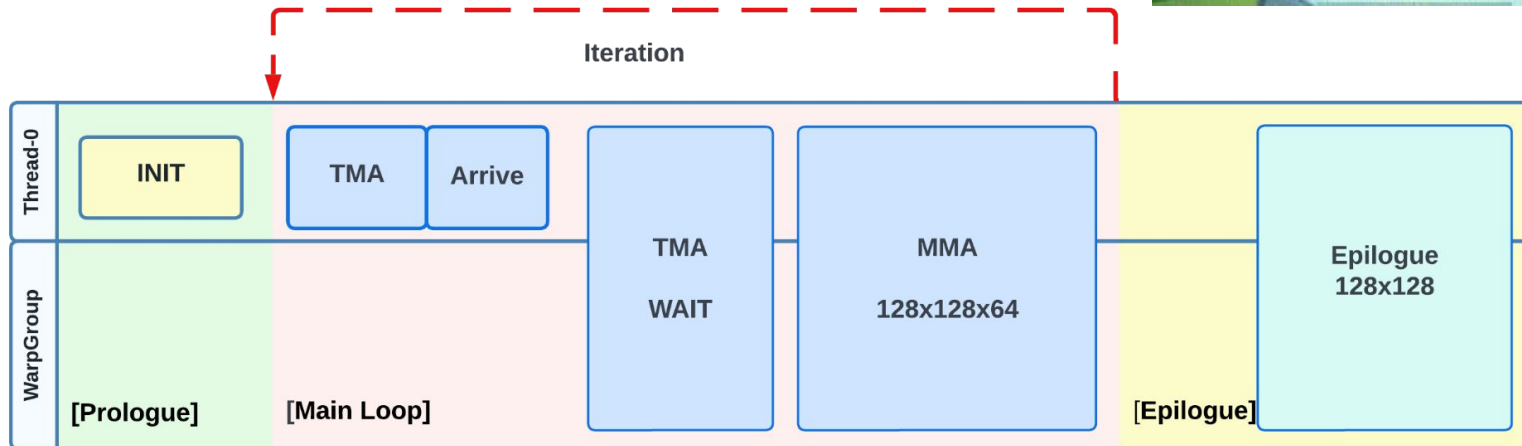 Iteration
Thread-0
INIT
TMA
Arrive
TMA
WAIT
MMA
128x128x64
Epilogue
128x128
WarpGroup
[Prologue]
[Main Loop]
[Epilogue]